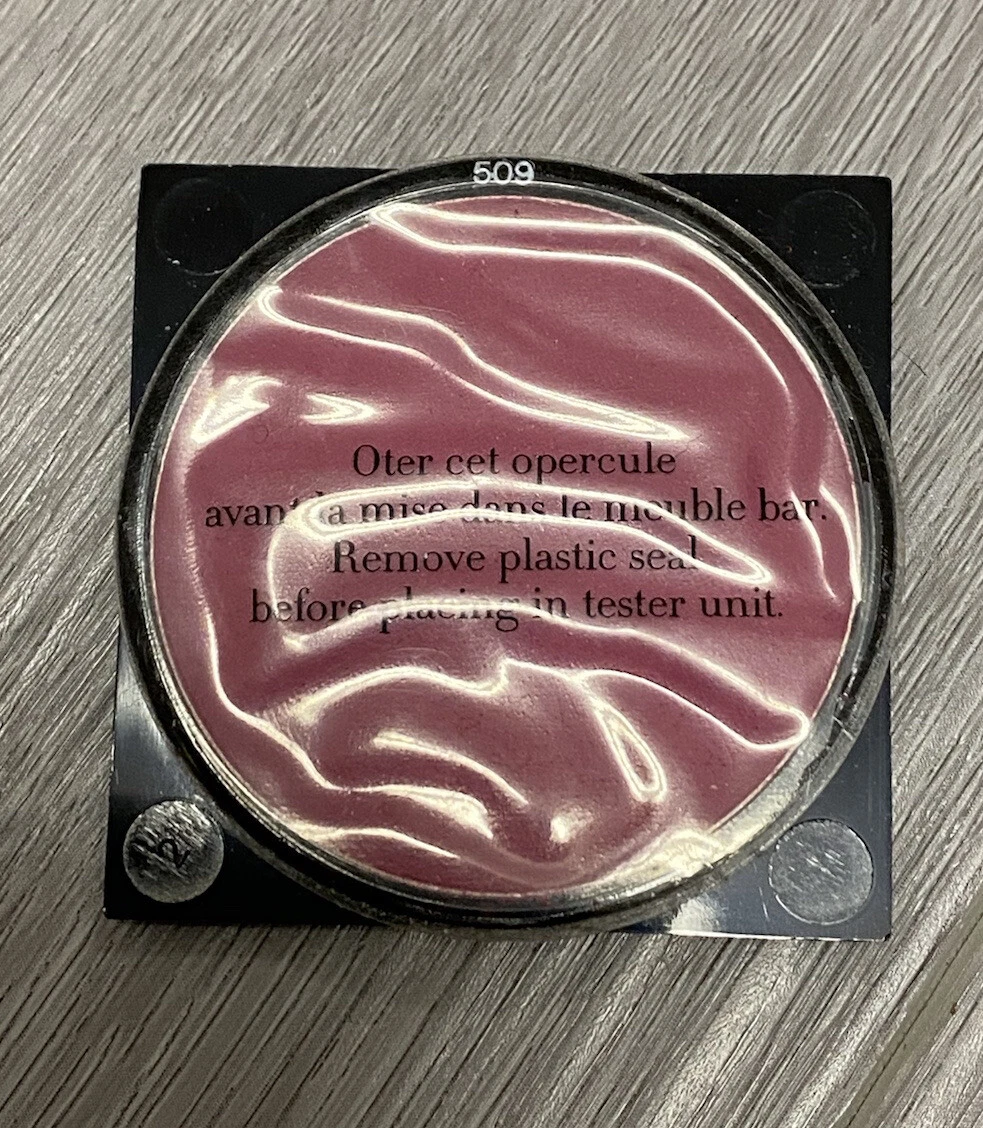 509
Oter cet opercule
avant la mise dans le meuble bar.
Remove plastic seal
before placing in tester unit.
2